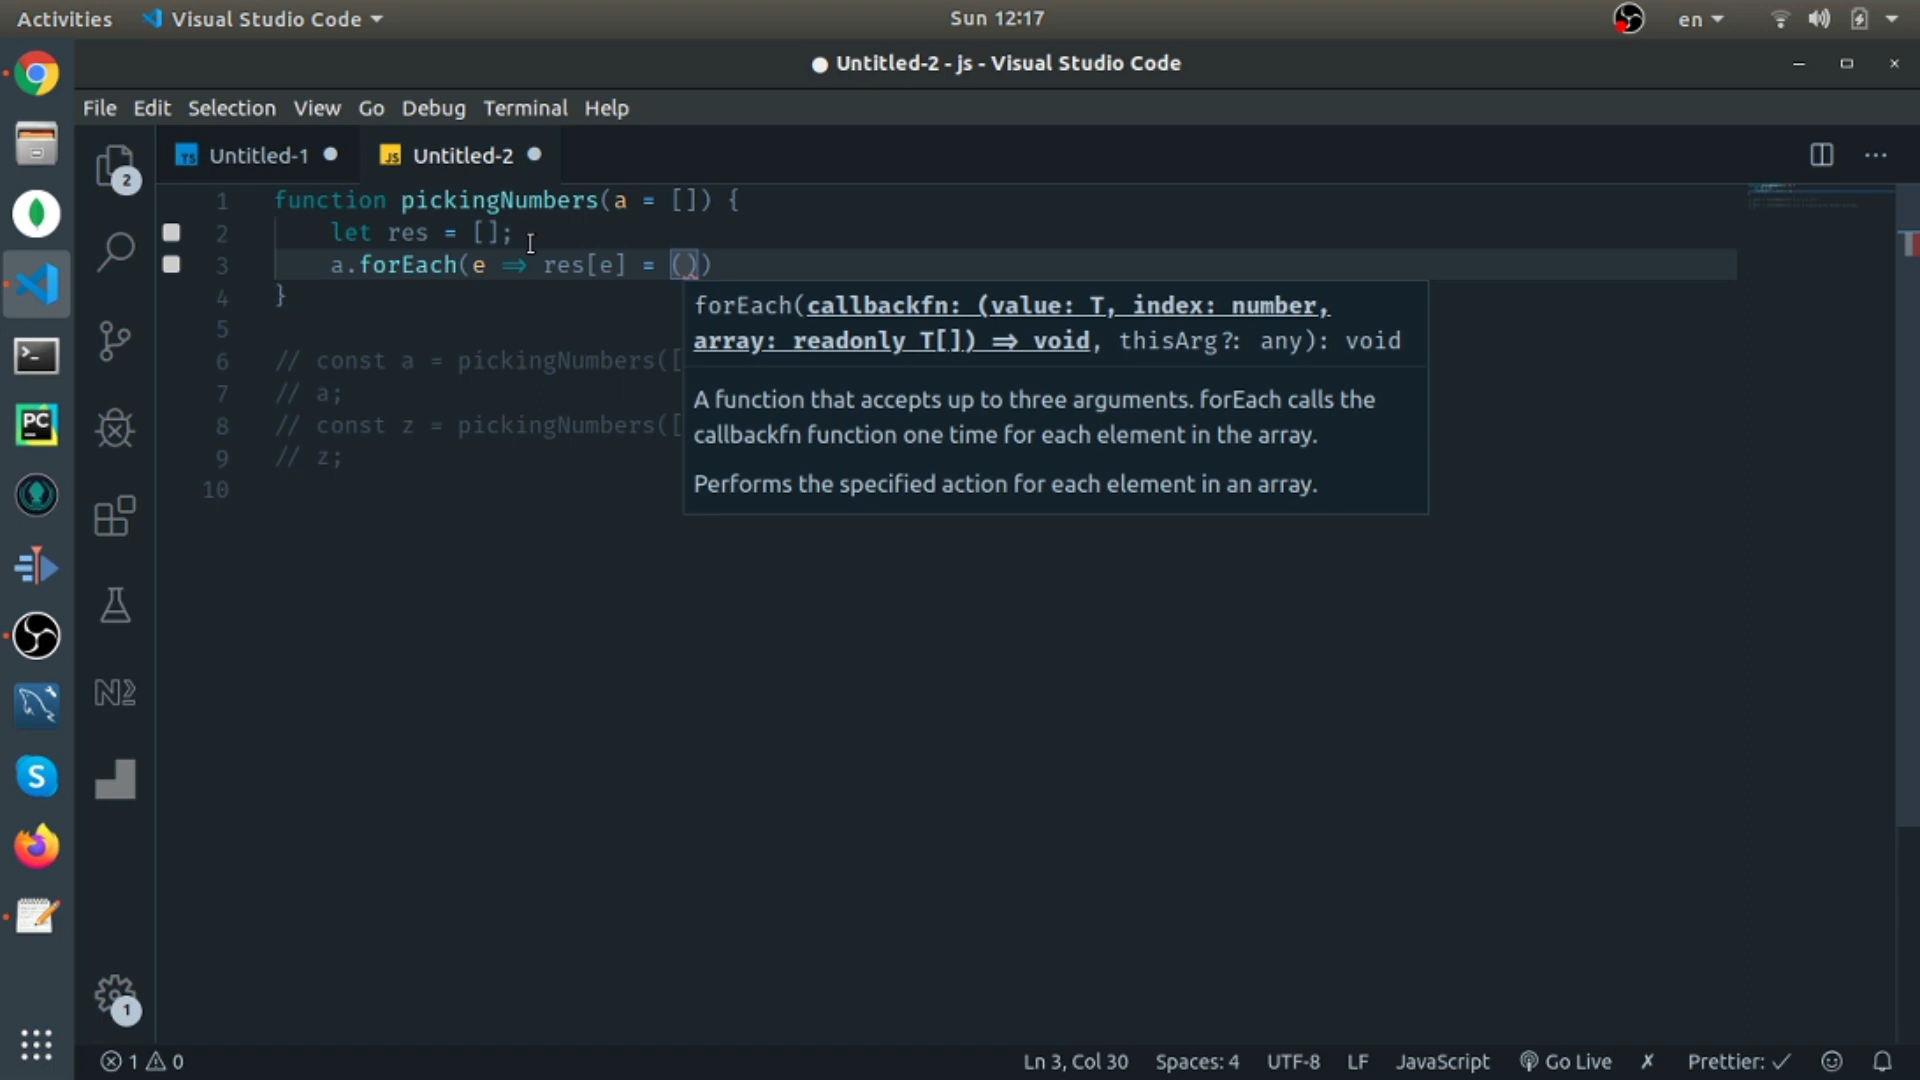 Activities Visual Studio Code Sun 12:17 en
Untitled-2 - js - Visual Studio Code
File Edit Selection View Go Debug Terminal Help
TS Untitled-1 JS Untitled-2
2
1 function pickingNumbers(a = []) {
2 let res = [];
3 a.forEach(e => res[e] = ())
4 }
5
6 // const a = pickingNumbers([
7 // a;
8 // const z = pickingNumbers([
9 // z;
10
forEach(callbackfn: (value: T, index: number,
array: readonly T[]) => void, thisArg?: any): void
A function that accepts up to three arguments. forEach calls the
callbackfn function one time for each element in the array.
Performs the specified action for each element in an array.
PC
S
1
1 0 Ln 3, Col 30 Spaces: 4 UTF-8 LF JavaScript Go Live Prettier: ✓